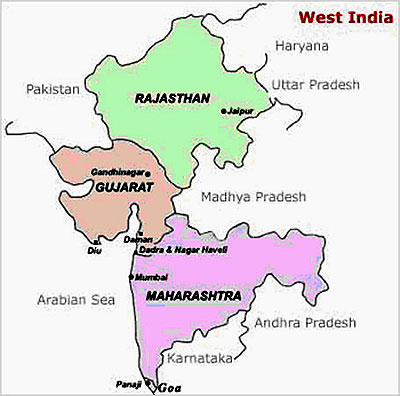 West India
Haryana
Pakistan
Uttar Pradesh
RAJASTHAN
Jaipur
Gandhinagar
GUJARAT
Madhya Pradesh
Daman
Diu
Dadra & Nagar Haveli
Mumbai
Arabian Sea
MAHARASHTRA
Andhra Pradesh
Karnataka
Panaji
Goa